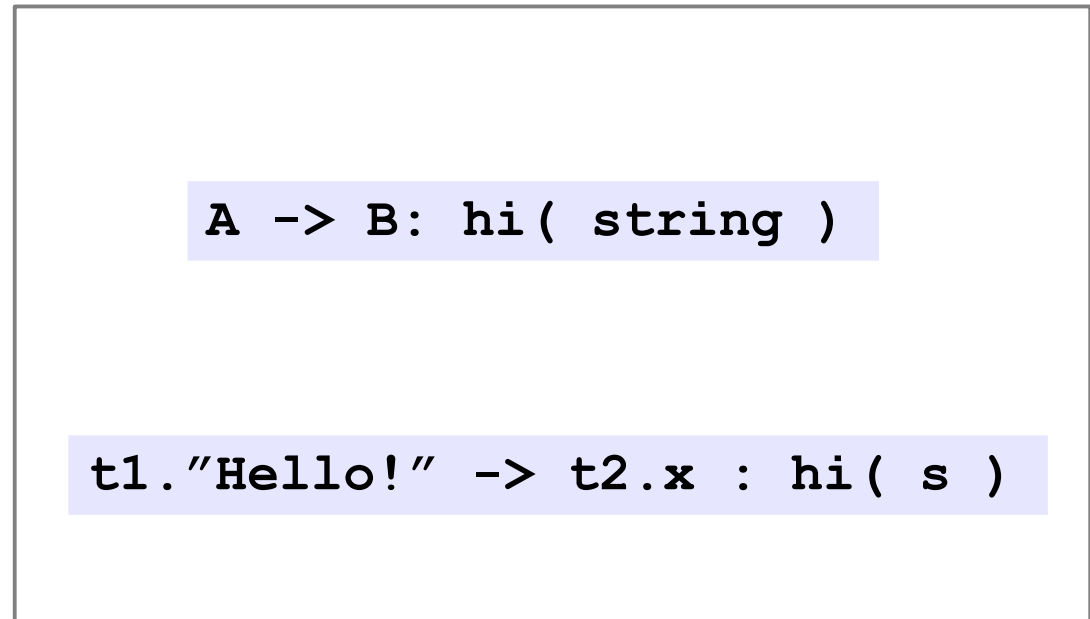 A -> B: hi( string )
t1.″Hello!″ -> t2.x : hi( s )